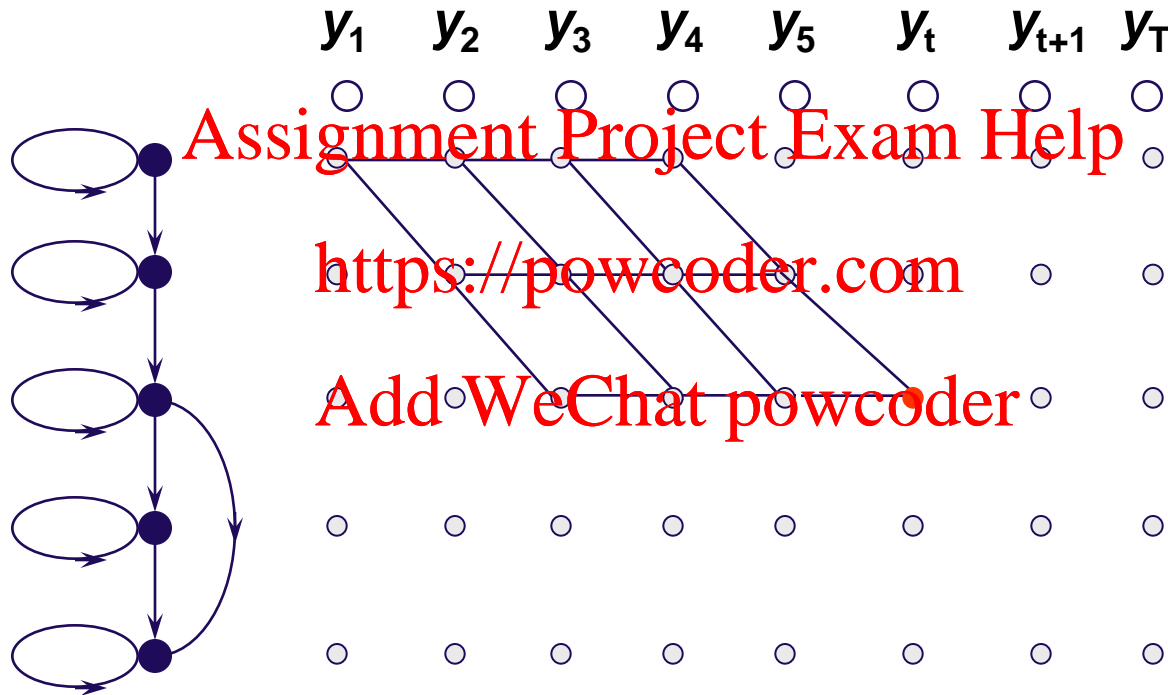 y1 y2 y3 y4 y5 yt yt+1 yT
Assignment Project Exam Help
https://powcoder.com
Add WeChat powcoder